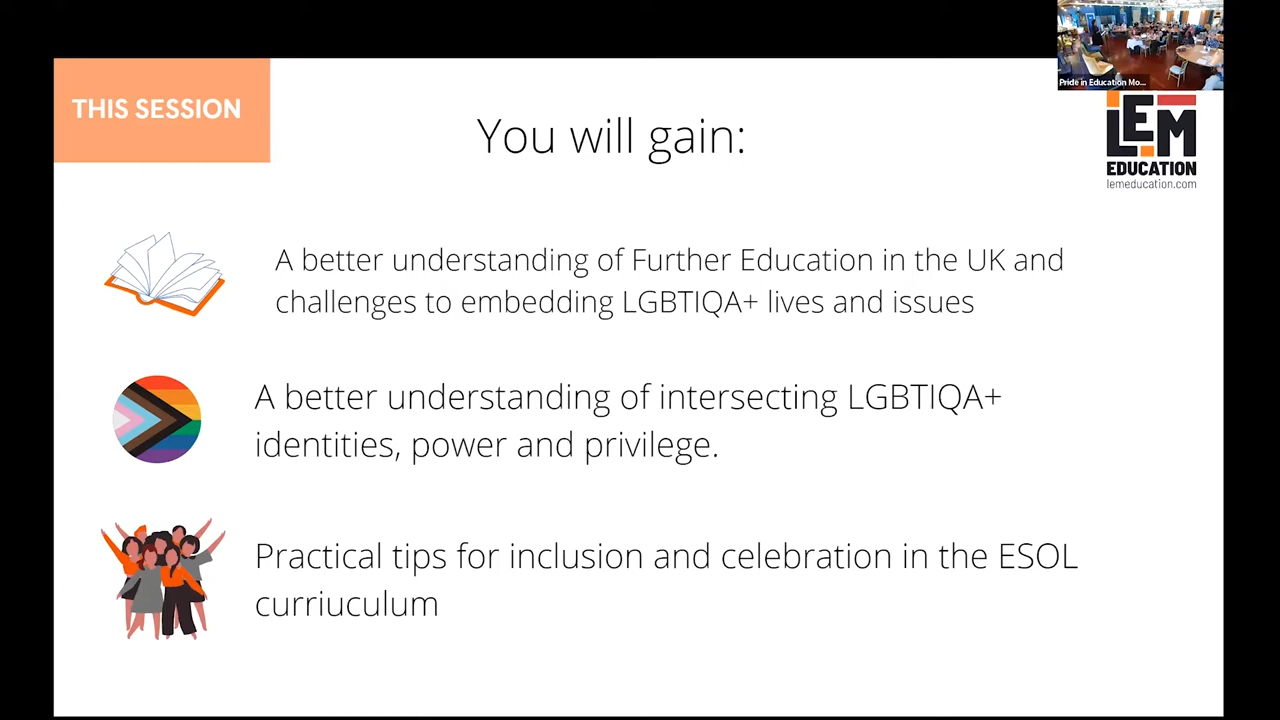 Pride in Education Mo...
THIS SESSION
You will gain:
LEM
EDUCATION
lemeducation.com
A better understanding of Further Education in the UK and
challenges to embedding LGBTIQA+ lives and issues
A better understanding of intersecting LGBTIQA+
identities, power and privilege.
Practical tips for inclusion and celebration in the ESOL
curriuculum